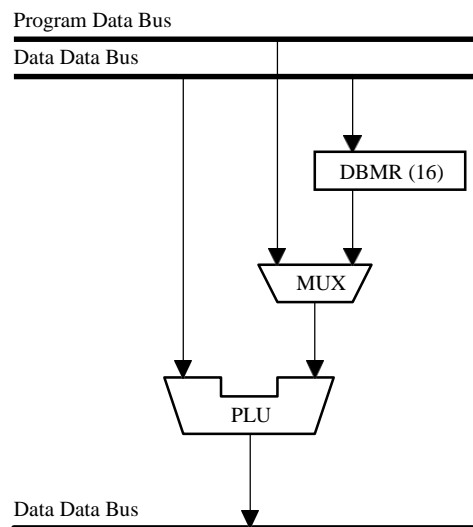 Program Data Bus
Data Data Bus
DBMR (16)
MUX
PLU
Data Data Bus